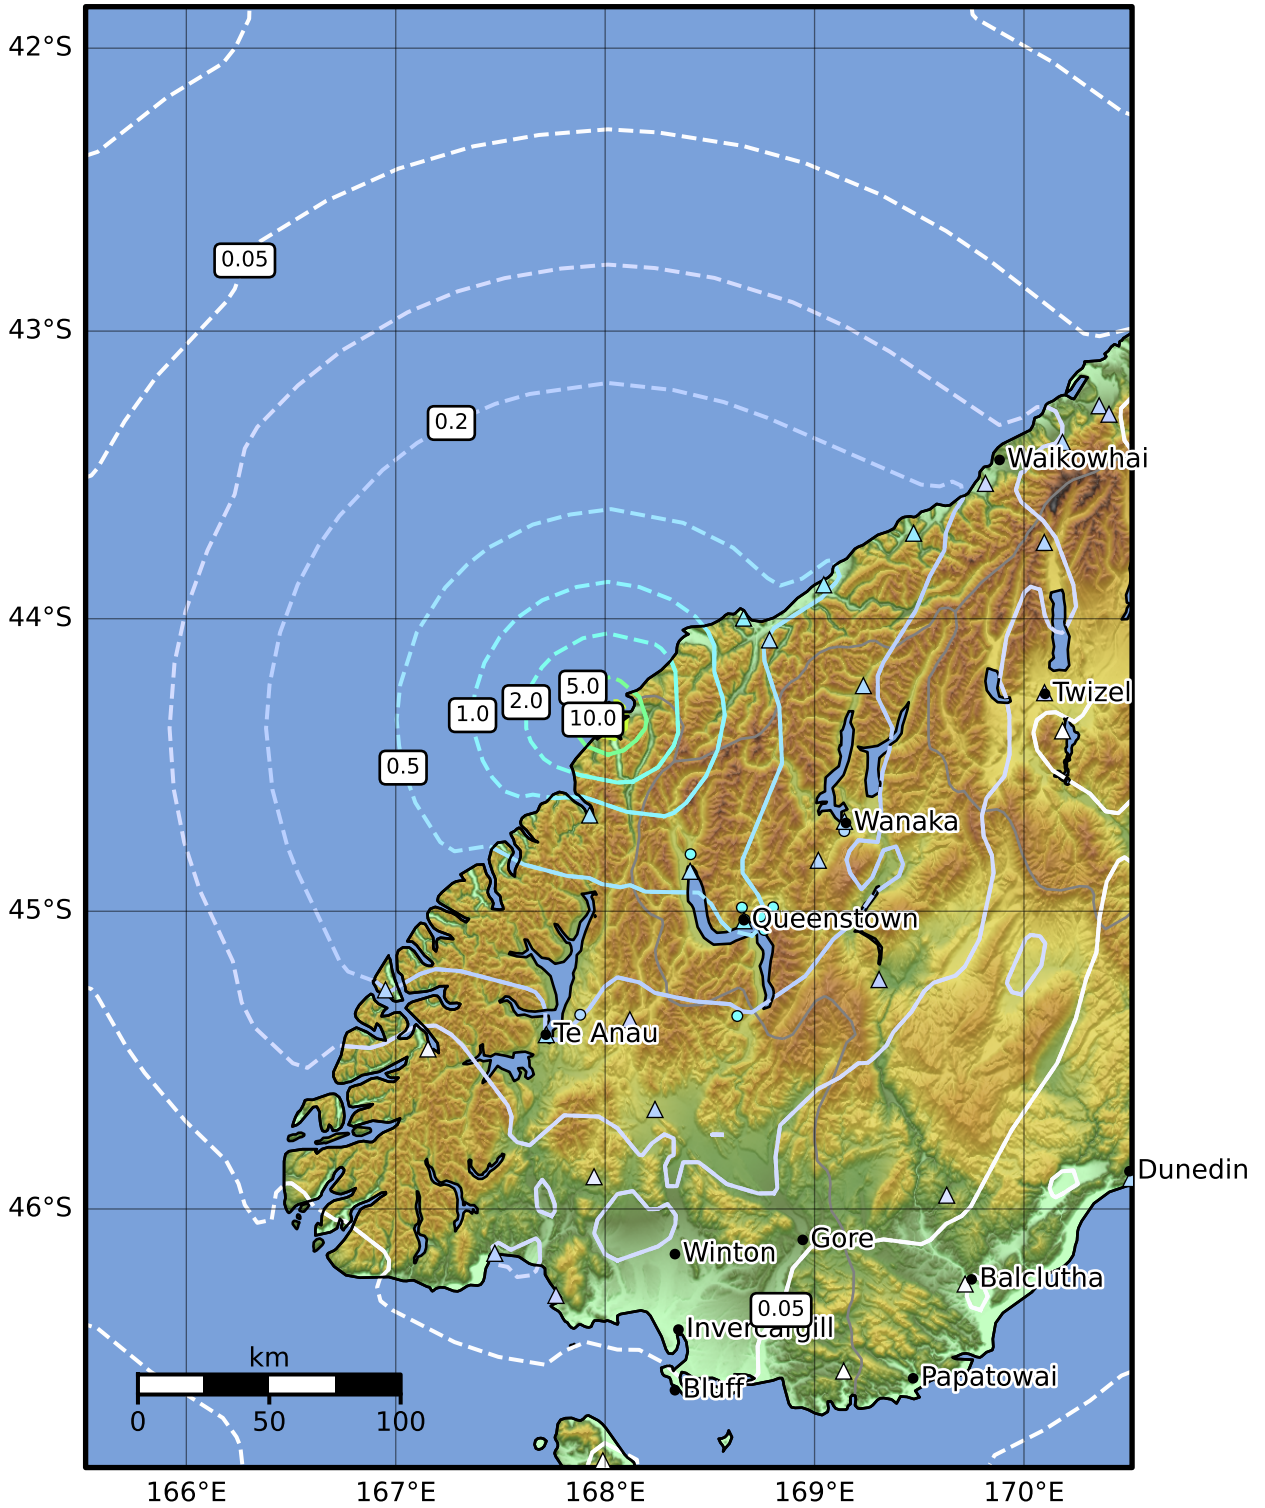 42°S
0.05
43°S
0.2
Waikowhai
44°S
5.0
Twizel
2.0
1.0
10.0
0.5
Wanaka
45°S
Queenstown
Te Anau
Dunedin
46°S
Gore
Winton
Balclutha
0.05
Invercargill
km
Papatowai
Bluff
0 50 100
166°E 167°E 168°E 169°E 170°E